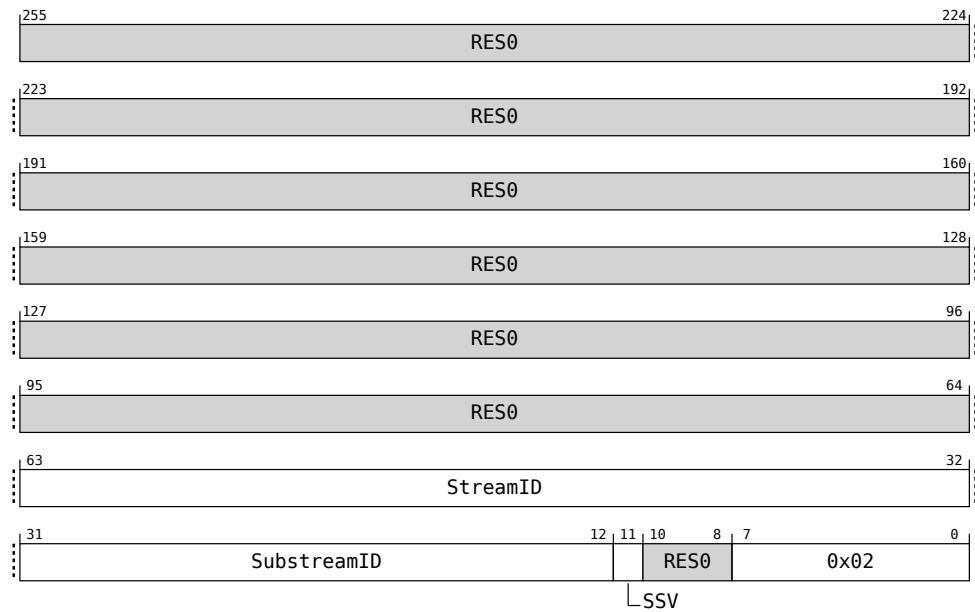 255 224
RES0
223 192
RES0
191 160
RES0
159 128
RES0
127 96
RES0
95 64
RES0
63 32
StreamID
31 12 11 10 8 7 0
SubstreamID RES0 0x02
SSV